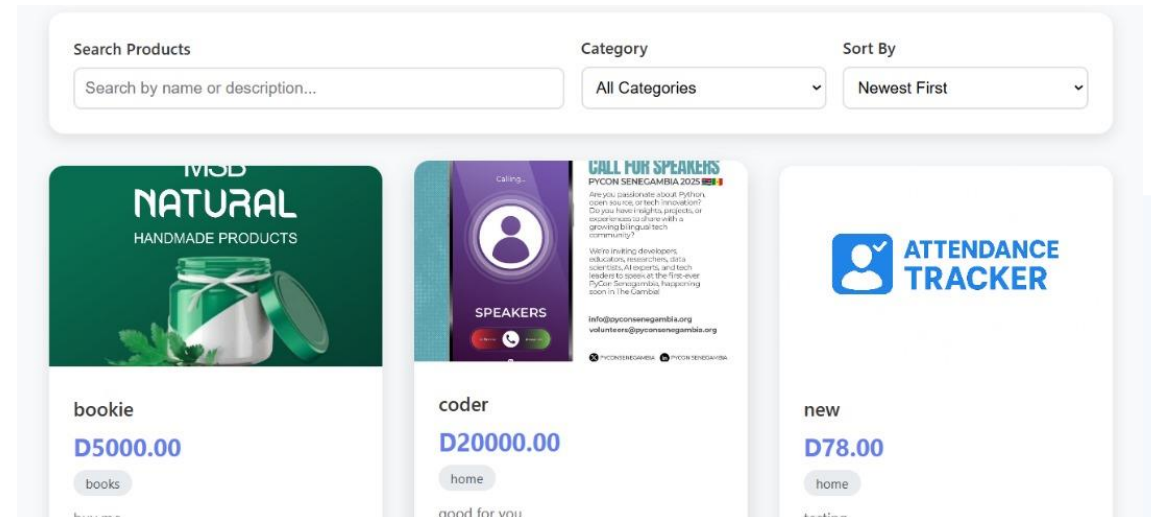 Search Products
Category
Sort By
Search by name or description...
All Categories
Newest First
MSB
NATURAL
HANDMADE PRODUCTS
bookie
D5000.00
books
buy me
Calling...
SPEAKERS
CALL FOR SPEAKERS
PYCON SENEGAMBIA 2025
Are you passionate about Python,
open source, or tech innovation?
Do you have insights, projects, or
experiences to share with a
growing bilingual tech
community?
We're inviting developers,
educators, researchers, data
scientists, AI experts, and tech
leaders to speak at the first-ever
PyCon Senegambia, happening
soon in The Gambia!
info@pyconsenegambia.org
volunteers@pyconsenegambia.org
PYCONSENEGAMBIA
PYCON SENEGAMBIA
coder
D20000.00
home
good for you
ATTENDANCE
TRACKER
new
D78.00
home
testing